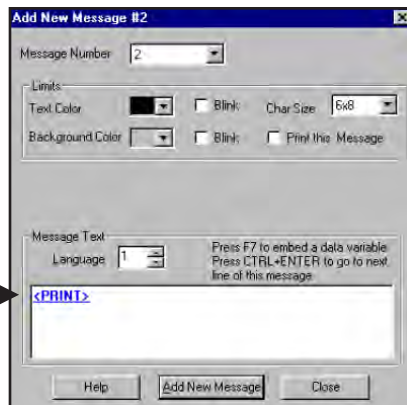 Add New Message #2
Message Number 2
Limits
Text Color Blink Char Size 6x8
Background Color Blink Print this Message
Message Text
Language 1
Press F7 to embed a data variable
Press CTRL+ENTER to go to next
line of this message
<PRINT>
Help Add New Message Close